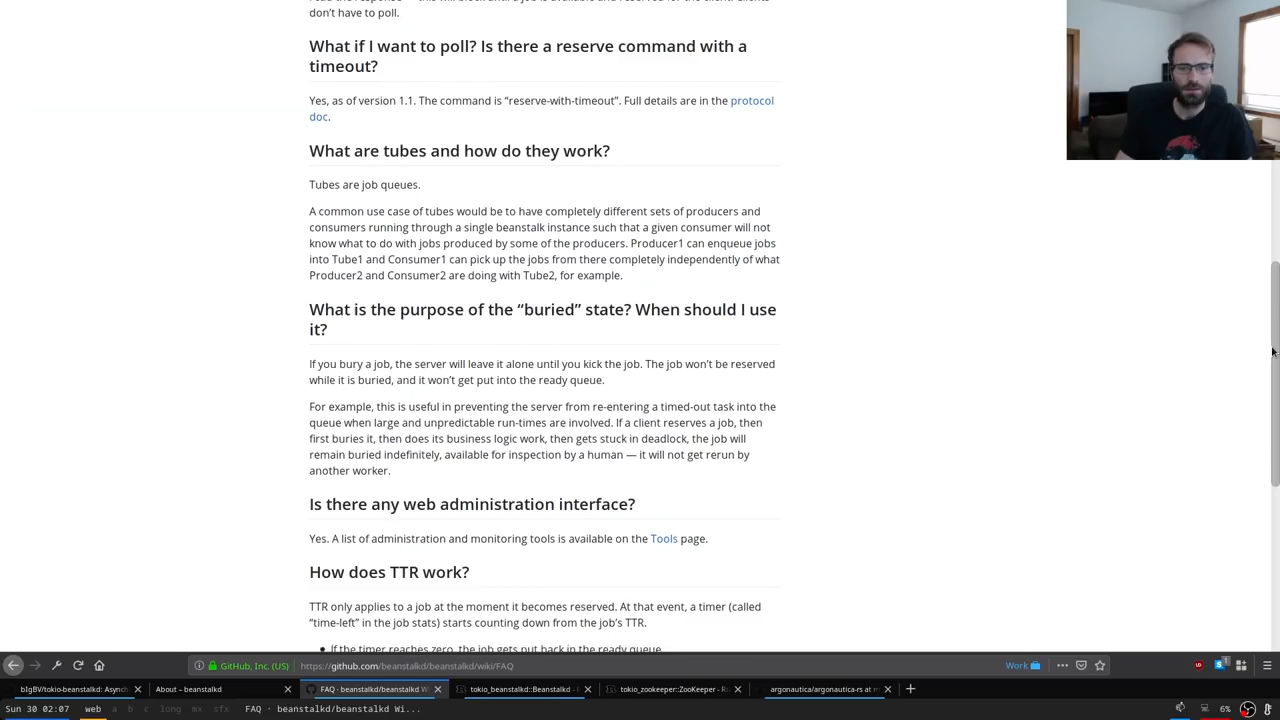 don't have to poll.
What if I want to poll? Is there a reserve command with a
timeout?
Yes, as of version 1.1. The command is “reserve-with-timeout”. Full details are in the protocol
doc.
What are tubes and how do they work?
Tubes are job queues.
A common use case of tubes would be to have completely different sets of producers and
consumers running through a single beanstalk instance such that a given consumer will not
know what to do with jobs produced by some of the producers. Producer1 can enqueue jobs
into Tube1 and Consumer1 can pick up the jobs from there completely independently of what
Producer2 and Consumer2 are doing with Tube2, for example.
What is the purpose of the “buried” state? When should I use
it?
If you bury a job, the server will leave it alone until you kick the job. The job won’t be reserved
while it is buried, and it won’t get put into the ready queue.
For example, this is useful in preventing the server from re-entering a timed-out task into the
queue when large and unpredictable run-times are involved. If a client reserves a job, then
first buries it, then does its business logic work, then gets stuck in deadlock, the job will
remain buried indefinitely, available for inspection by a human — it will not get rerun by
another worker.
Is there any web administration interface?
Yes. A list of administration and monitoring tools is available on the Tools page.
How does TTR work?
TTR only applies to a job at the moment it becomes reserved. At that event, a timer (called
“time-left” in the job stats) starts counting down from the job’s TTR.
• If the timer reaches zero, the job gets put back in the ready queue.
GitHub, Inc. (US) https://github.com/beanstalkd/beanstalkd/wiki/FAQ Work
bIgBV/tokio-beanstalkd: Asynch About – beanstalkd FAQ · beanstalkd/beanstalkd Wi tokio_beanstalkd::Beanstalkd - R tokio_zookeeper::ZooKeeper - Ru argonautica/argonautica-rs at m
Sun 30 02:07 web a b c long mx sfx FAQ · beanstalkd/beanstalkd Wi... 6%